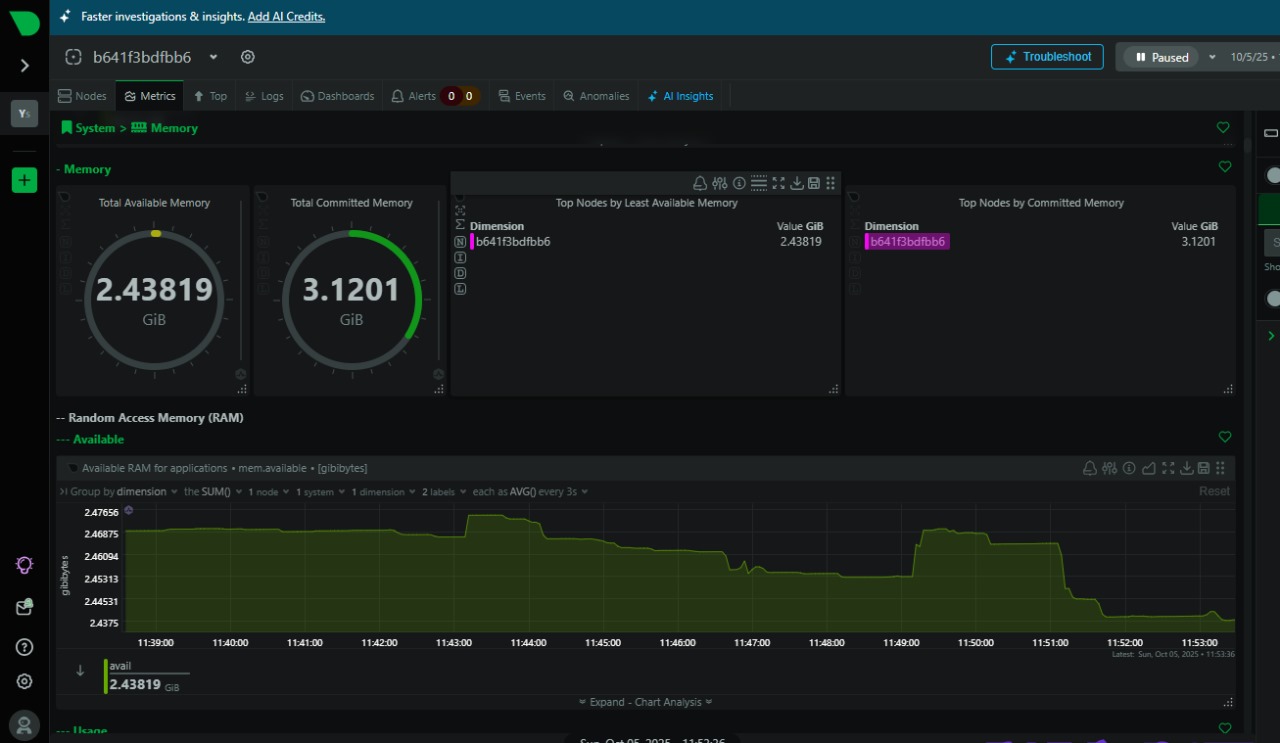 Faster investigations & insights. Add AI Credits.
b641f3bdfbb6
Troubleshoot
Paused
10/5/25 •
Nodes
Metrics
Top
Logs
Dashboards
Alerts 0 0
Events
Anomalies
AI Insights
Ys
System > Memory
- Memory
Total Available Memory
2.43819
GiB
Total Committed Memory
3.1201
GiB
Top Nodes by Least Available Memory
Dimension Value GiB
b641f3bdfbb6 2.43819
N
I
D
L
Top Nodes by Committed Memory
Dimension Value GiB
b641f3bdfbb6 3.1201
S
Sho
-- Random Access Memory (RAM)
--- Available
Available RAM for applications • mem.available • [gibibytes]
Group by dimension the SUM() 1 node 1 system 1 dimension 2 labels each as AVG() every 3s
Reset
gibibytes
2.47656
2.46875
2.46094
2.45313
2.44531
2.4375
11:39:00 11:40:00 11:41:00 11:42:00 11:43:00 11:44:00 11:45:00 11:46:00 11:47:00 11:48:00 11:49:00 11:50:00 11:51:00 11:52:00 11:53:00
Latest: Sun, Oct 05, 2025 • 11:53:36
avail
2.43819 GiB
Expand - Chart Analysis
--- Usage